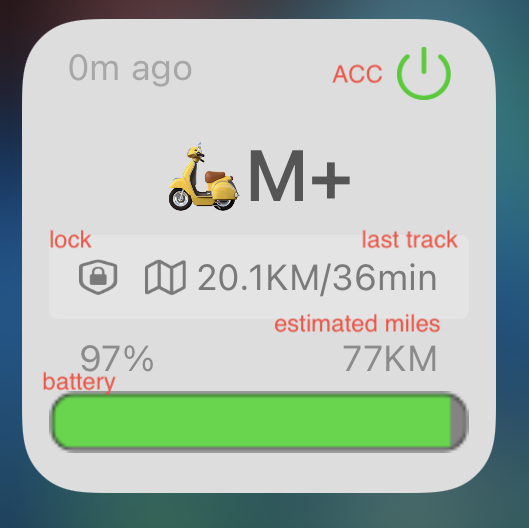 0m ago
ACC
M+
lock
last track
20.1KM/36min
estimated miles
97%
77KM
battery